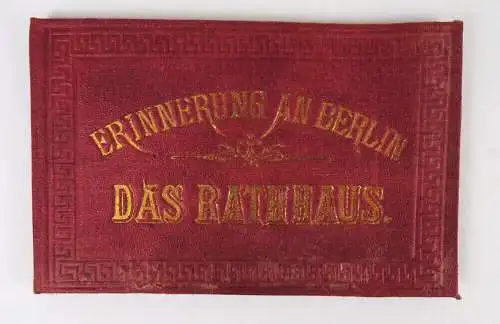 ERINNERUNG AN BERLIN
DAS RATHHAUS.